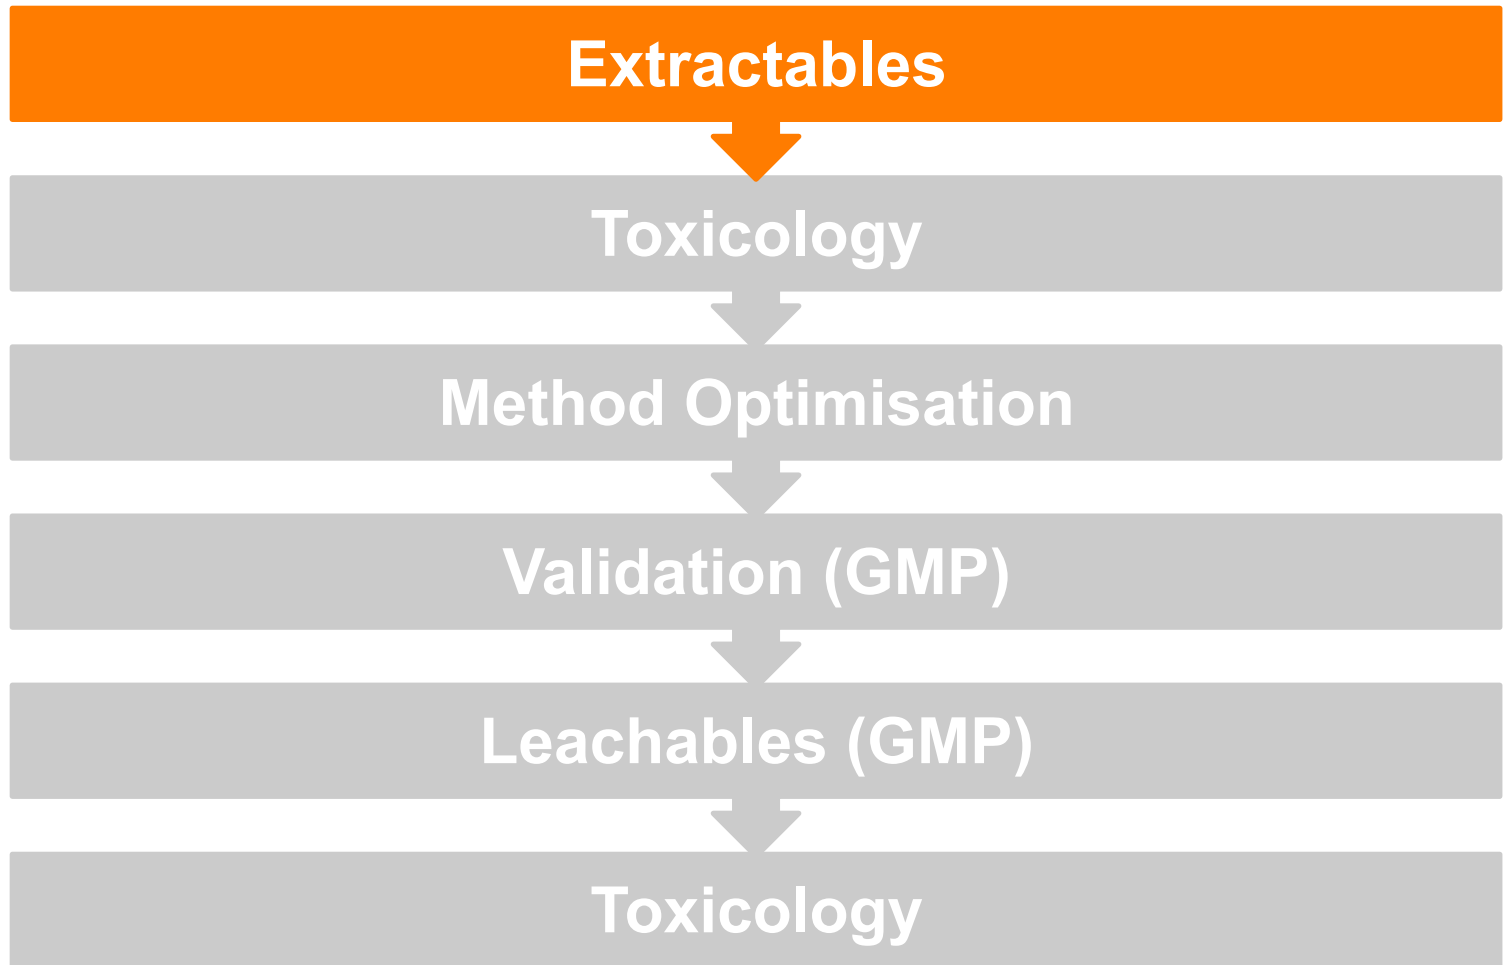 Extractables
Toxicology
Method Optimisation
Validation (GMP)
Leachables (GMP)
Toxicology